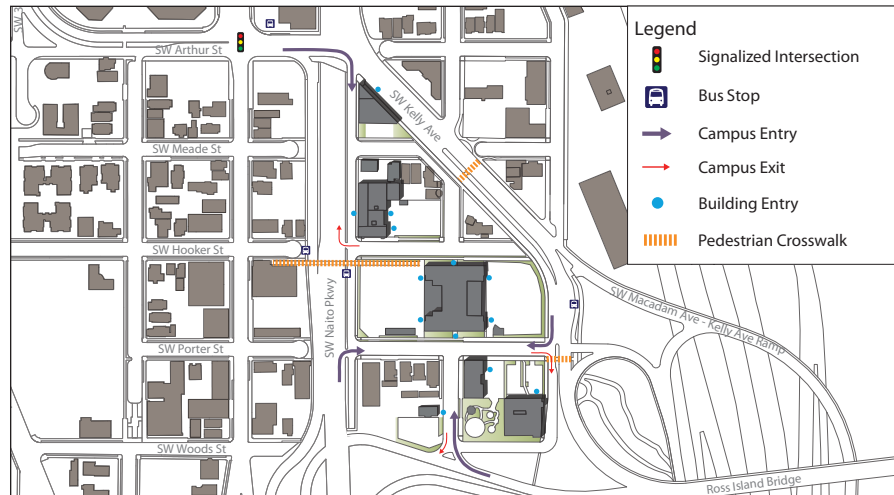 SW 3
SW Arthur St
SW Kelly Ave
SW Meade St
SW Hooker St
SW Naito Pkwy
SW Macadam Ave - Kelly Ave Ramp
SW Porter St
SW Woods St
Ross Island Bridge
Legend
Signalized Intersection
Bus Stop
Campus Entry
Campus Exit
Building Entry
Pedestrian Crosswalk